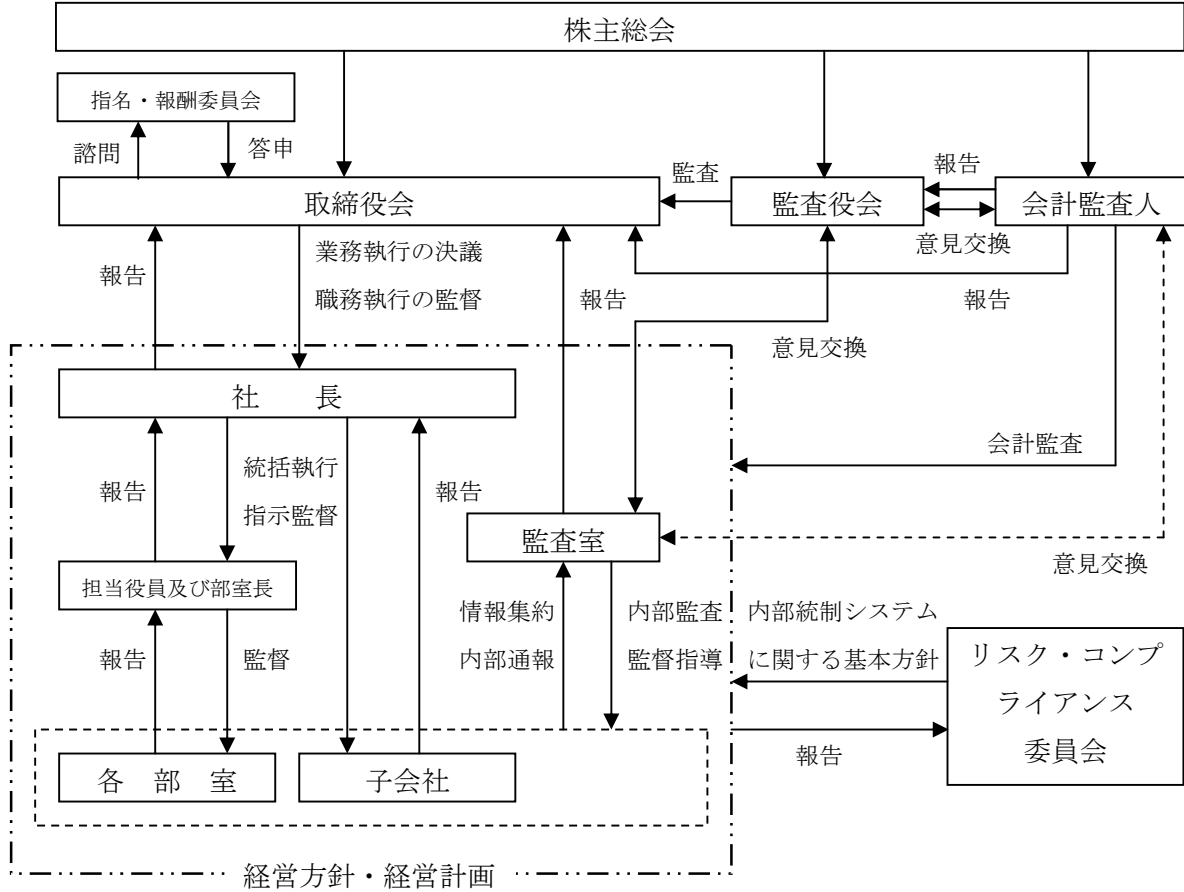 株主総会
指名・報酬委員会
諮問
答申
取締役会
監査
監査役会
報告
意見交換
会計監査人
報告
業務執行の決議
職務執行の監督
報告
報告
意見交換
社　　長
会計監査
報告
統括執行
指示監督
報告
監査室
意見交換
担当役員及び部室長
報告
監督
情報集約
内部通報
内部監査
監督指導
内部統制システム
に関する基本方針
リスク・コンプ
ライアンス
委員会
報告
各　部　室
子会社
経営方針・経営計画